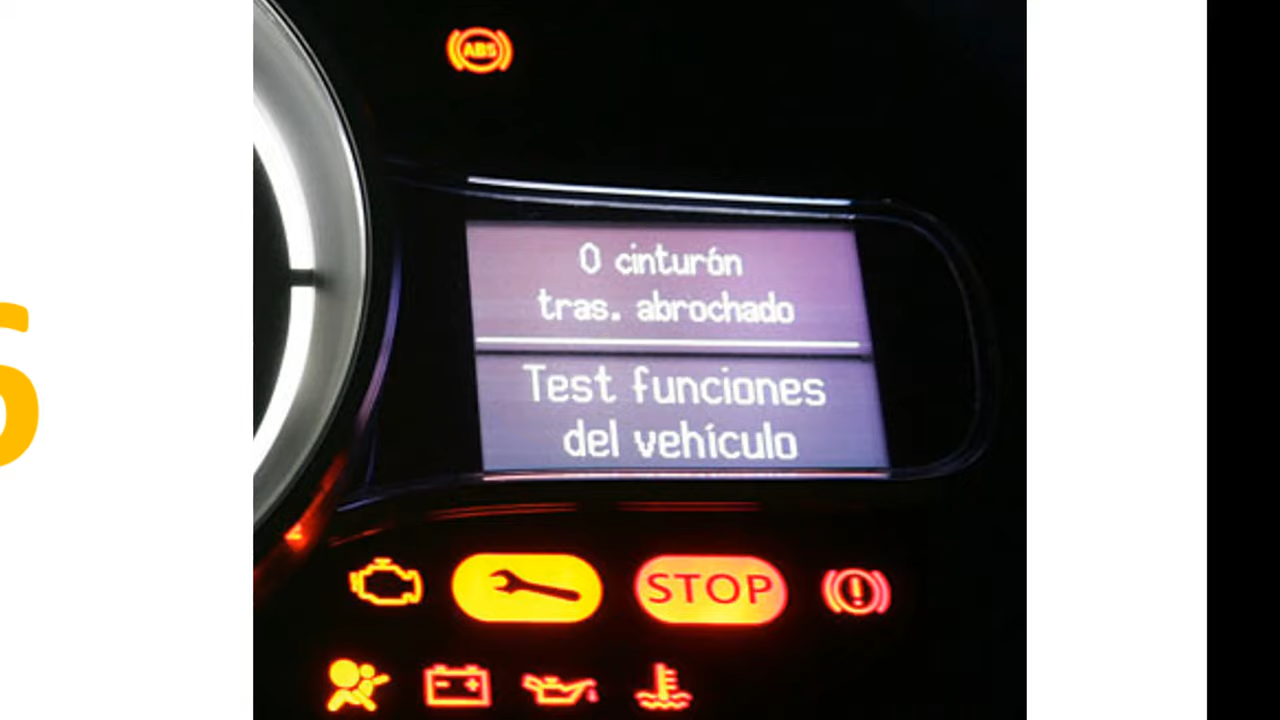 ABS
0 cinturón
tras. abrochado
Test funciones
del vehículo
STOP